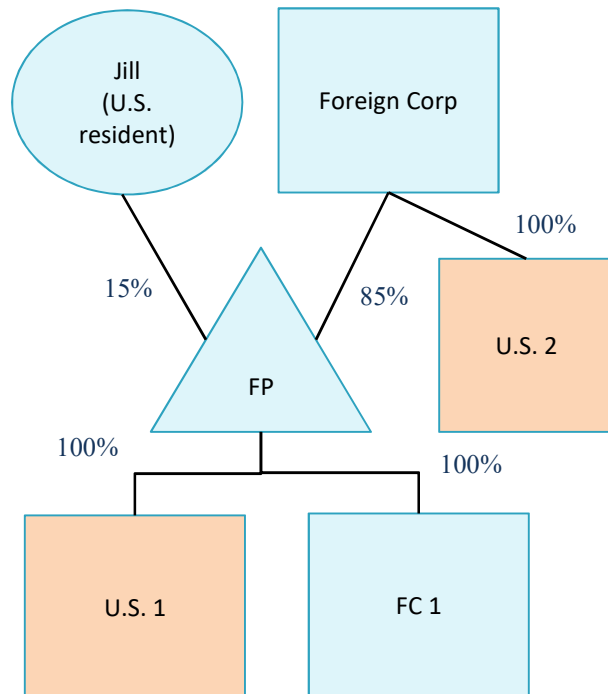 Jill
(U.S.
resident)
Foreign Corp
100%
15%
85%
U.S. 2
FP
100%
100%
U.S. 1
FC 1